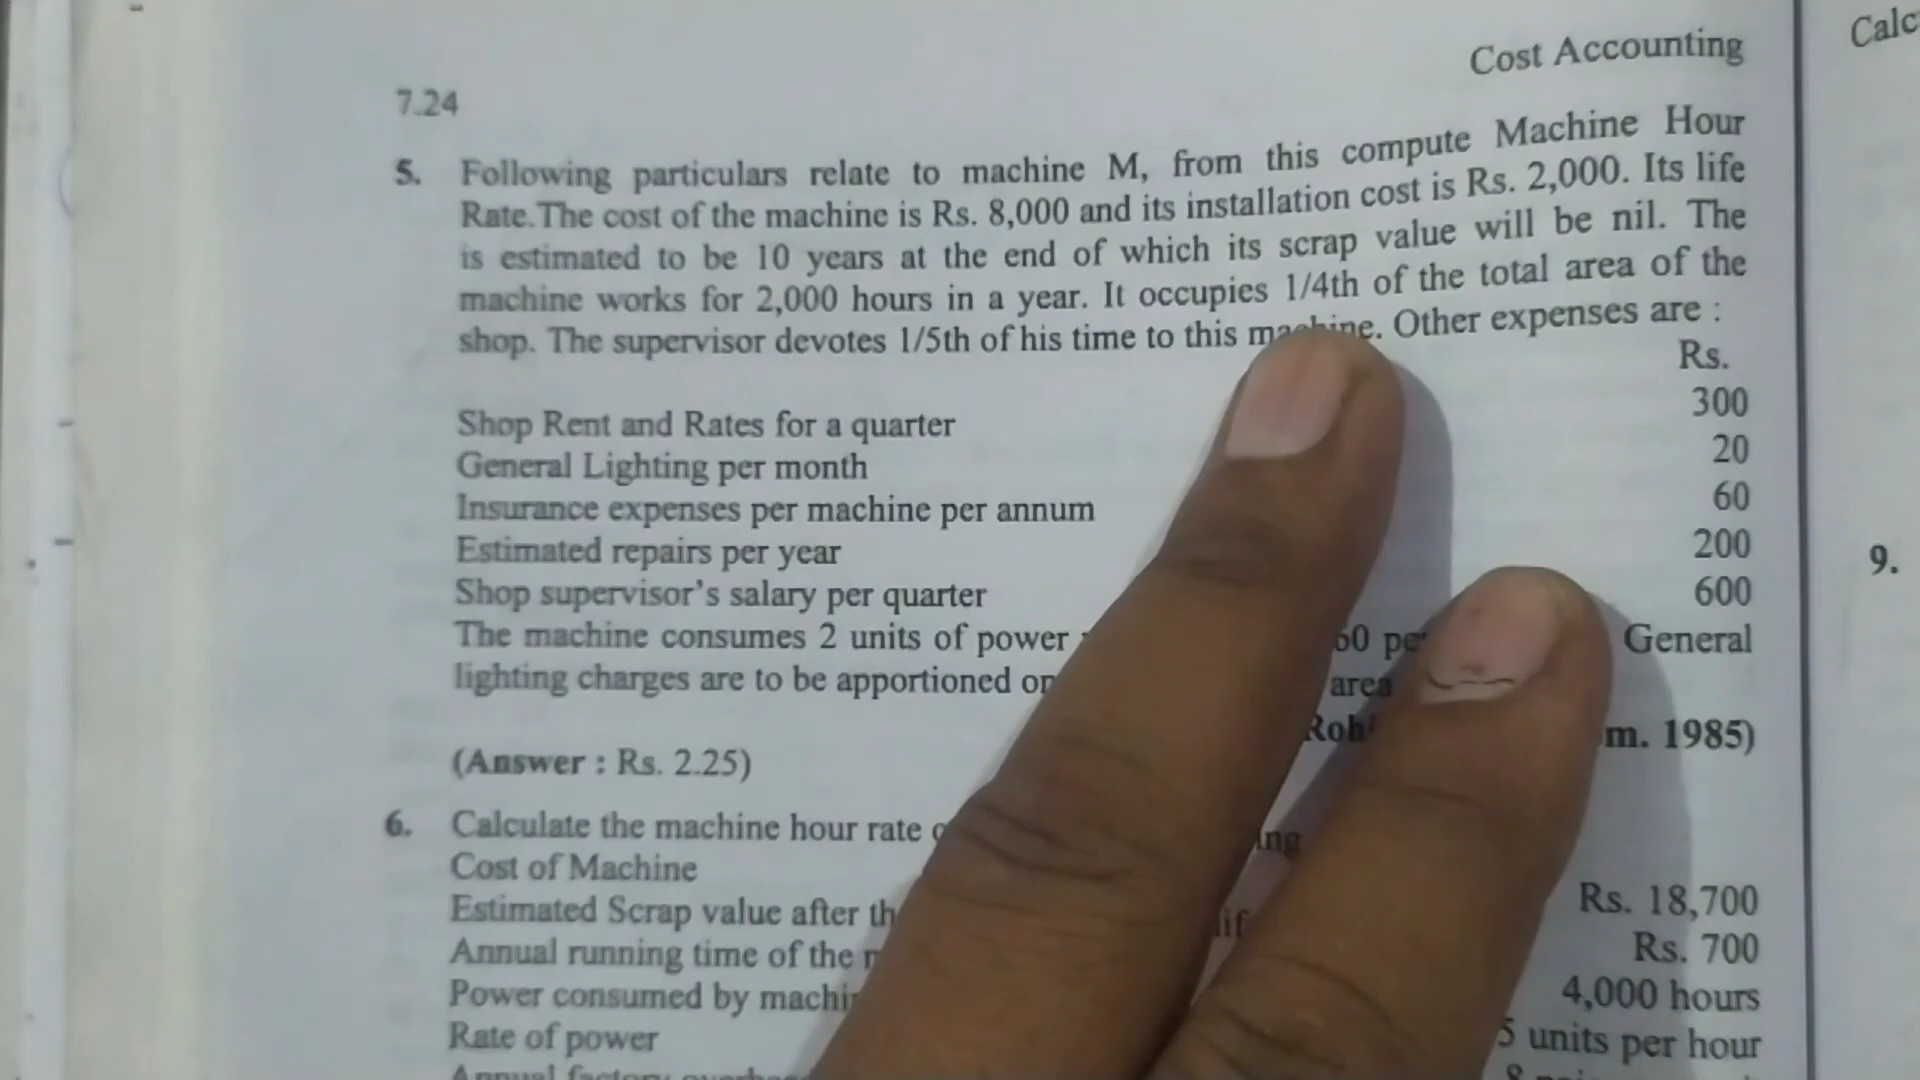 Cost Accounting
Calc
7.24
5. Following particulars relate to machine M, from this compute Machine Hour
Rate.The cost of the machine is Rs. 8,000 and its installation cost is Rs. 2,000. Its life
is estimated to be 10 years at the end of which its scrap value will be nil. The
machine works for 2,000 hours in a year. It occupies 1/4th of the total area of the
shop. The supervisor devotes 1/5th of his time to this machine. Other expenses are :
Rs.
Shop Rent and Rates for a quarter 300
General Lighting per month 20
Insurance expenses per machine per annum 60
Estimated repairs per year 200
Shop supervisor's salary per quarter 600
The machine consumes 2 units of power General
lighting charges are to be apportioned area
m. 1985)
(Answer : Rs. 2.25)
6. Calculate the machine hour rate
Cost of Machine Rs. 18,700
Estimated Scrap value after Rs. 700
Annual running time of the 4,000 hours
Power consumed by 5 units per hour
Rate of power
9.